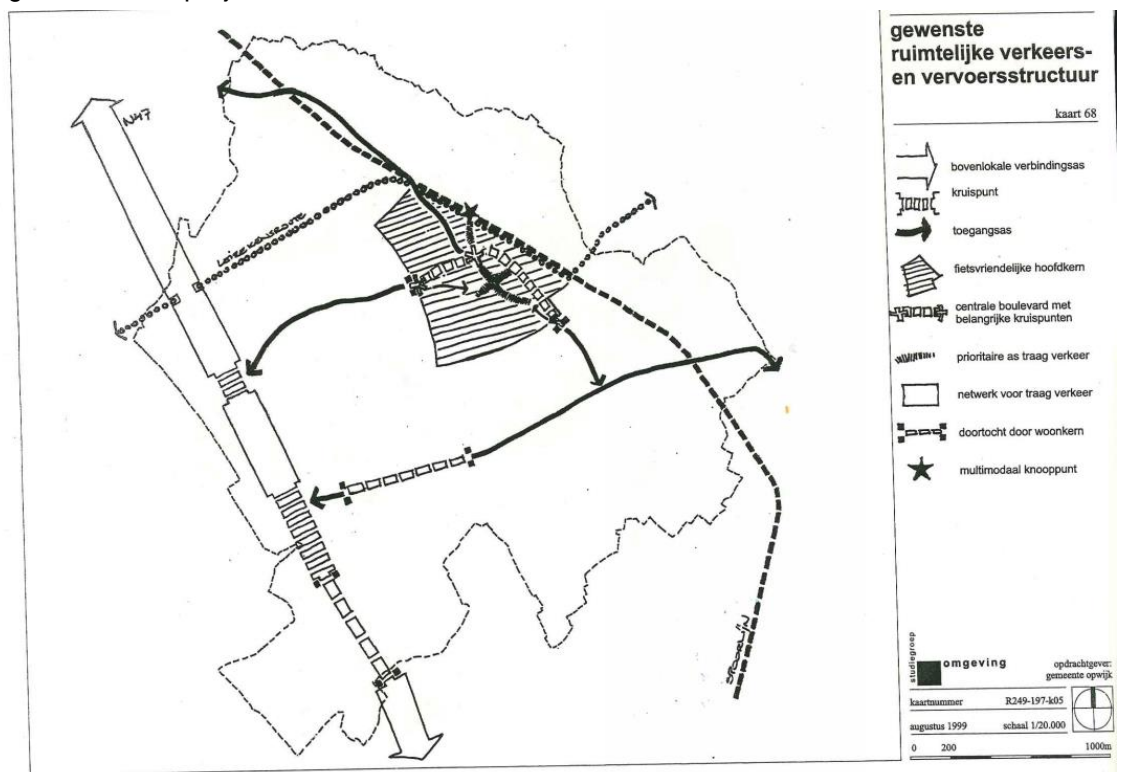 gewenste
ruimtelijke verkeers-
en vervoersstructuur
kaart 68
bovenlokale verbindingsas
kruispunt
toegangsas
fietsvriendelijke hoofdkern
centrale boulevard met
belangrijke kruispunten
prioritaire as traag verkeer
netwerk voor traag verkeer
doortocht door woonkern
multimodaal knooppunt
N47
LEIREKENSROUTE
SPOORLIJN
studiegroep
omgeving
opdrachtgever:
gemeente opwijk
kaartnummer R249-197-k05
augustus 1999 schaal 1/20.000
0 200 1000m